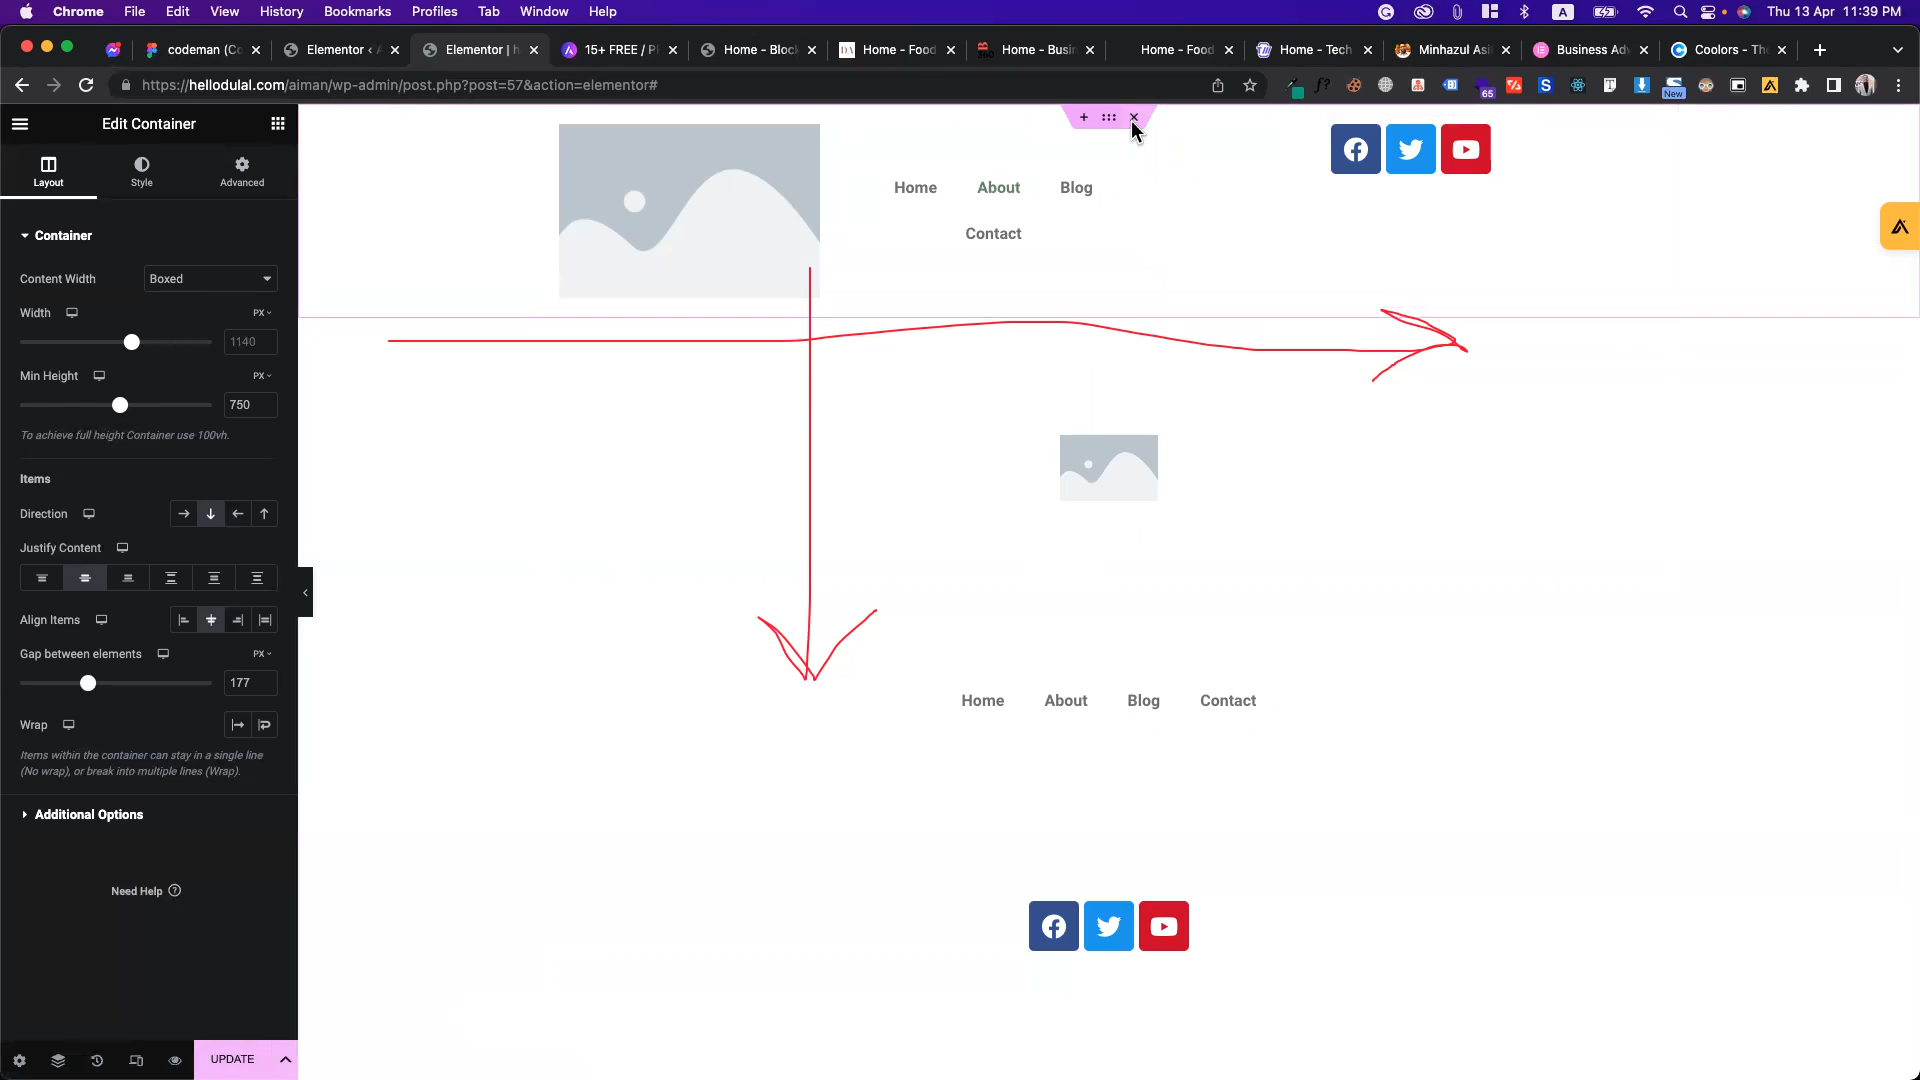 Chrome File Edit View History Bookmarks Profiles Tab Window Help
A
Thu 13 Apr 11:39 PM
codeman (Co
Elementor ‹ A
Elementor | h
15+ FREE / P
Home - Block
Home - Food
Home - Busi
Home - Food
Home - Tech
Minhazul Asi
Business Adv
Coolors - The
https://hellodulal.com/aiman/wp-admin/post.php?post=57&action=elementor#
65
New
Edit Container
Layout
Style
Advanced
Container
Content Width
Boxed
Width
PX
1140
Min Height
PX
750
To achieve full height Container use 100vh.
Items
Direction
Justify Content
Align Items
Gap between elements
PX
177
Wrap
Items within the container can stay in a single line
(No wrap), or break into multiple lines (Wrap).
Additional Options
Need Help
UPDATE
Home About Blog
Contact
Home About Blog Contact